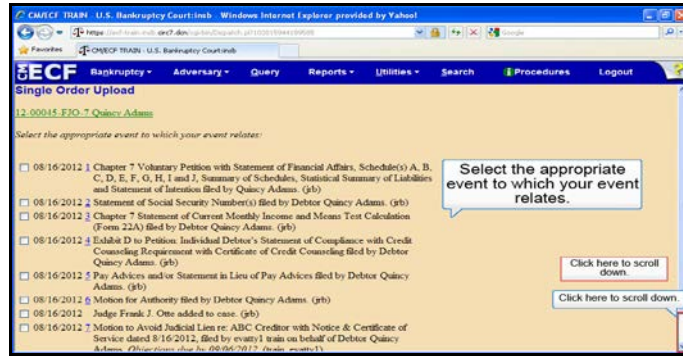 CM/ECF TRAIN - U.S. Bankruptcy Court:insb - Windows Internet Explorer provided by Yahoo!
Google
Favorites CM/ECF TRAIN - U.S. Bankruptcy Court:insb
ECF Bankruptcy Adversary Query Reports Utilities Search Procedures Logout ?
Single Order Upload
12-00045-FJO-7 Quincy Adams
Select the appropriate event to which your event relates:
08/16/2012 1 Chapter 7 Voluntary Petition with Statement of Financial Affairs, Schedule(s) A, B,
C, D, E, F, G, H, I and J, Summary of Schedules, Statistical Summary of Liabilities
and Statement of Intention filed by Quincy Adams. (jrb)
08/16/2012 2 Statement of Social Security Number(s) filed by Debtor Quincy Adams. (jrb)
08/16/2012 3 Chapter 7 Statement of Current Monthly Income and Means Test Calculation
(Form 22A) filed by Debtor Quincy Adams. (jrb)
08/16/2012 4 Exhibit D to Petition: Individual Debtor's Statement of Compliance with Credit
Counseling Requirement with Certificate of Credit Counseling filed by Debtor
Quincy Adams. (jrb)
08/16/2012 5 Pay Advices and/or Statement in Lieu of Pay Advices filed by Debtor Quincy
Adams. (jrb)
08/16/2012 6 Motion for Authority filed by Debtor Quincy Adams. (jrb)
08/16/2012 Judge Frank J. Otte added to case. (jrb)
08/16/2012 7 Motion to Avoid Judicial Lien re: ABC Creditor with Notice & Certificate of
Service dated 8/16/2012, filed by evatty1 train on behalf of Debtor Quincy
Adams. Objections due by 09/06/2012. (train, evatty1)
Select the appropriate
event to which your event
relates.
Click here to scroll
down.
Click here to scroll down.